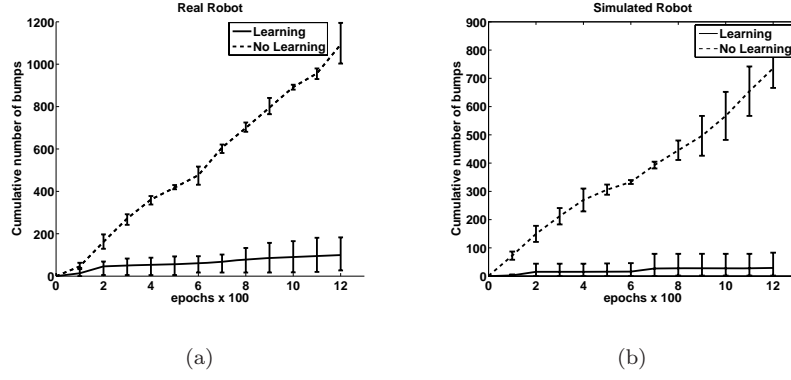 Real Robot
1200
1000
800
600
400
200
0
0 2 4 6 8 10 12
Cumulative number of bumps
epochs x 100
Learning
No Learning
(a)
Simulated Robot
900
800
700
600
500
400
300
200
100
0
0 2 4 6 8 10 12
Cumulative number of bumps
epochs x 100
Learning
No Learning
(b)